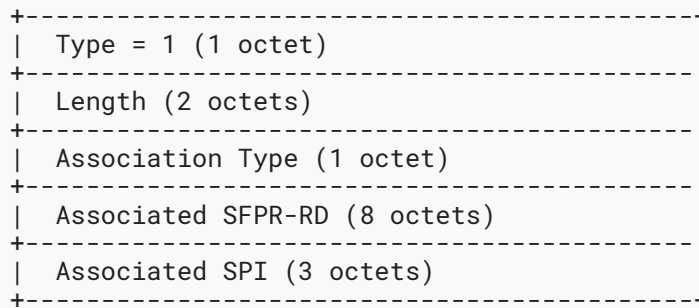 +---------------------------------------------
|  Type = 1 (1 octet)
+---------------------------------------------
|  Length (2 octets)
+---------------------------------------------
|  Association Type (1 octet)
+---------------------------------------------
|  Associated SFPR-RD (8 octets)
+---------------------------------------------
|  Associated SPI (3 octets)
+---------------------------------------------